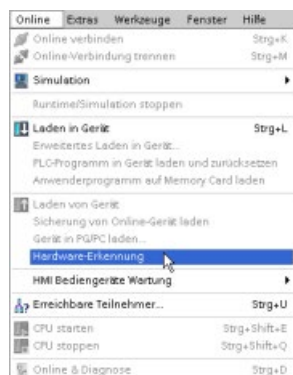 Online Extras Werkzeuge Fenster Hilfe
Online verbinden Strg+K
Online-Verbindung trennen Strg+M
Simulation
Runtime/Simulation stoppen
Laden in Gerät Strg+L
Erweitertes Laden in Gerät...
PLC-Programm in Gerät laden und zurücksetzen
Anwenderprogramm auf Memory Card laden
Laden von Gerät
Sicherung von Online-Gerät laden
Gerät in PG/PC laden...
Hardware-Erkennung
HMI Bediengeräte Wartung
Erreichbare Teilnehmer... Strg+U
CPU starten Strg+Shift+E
CPU stoppen Strg+Shift+Q
Online & Diagnose Strg+D